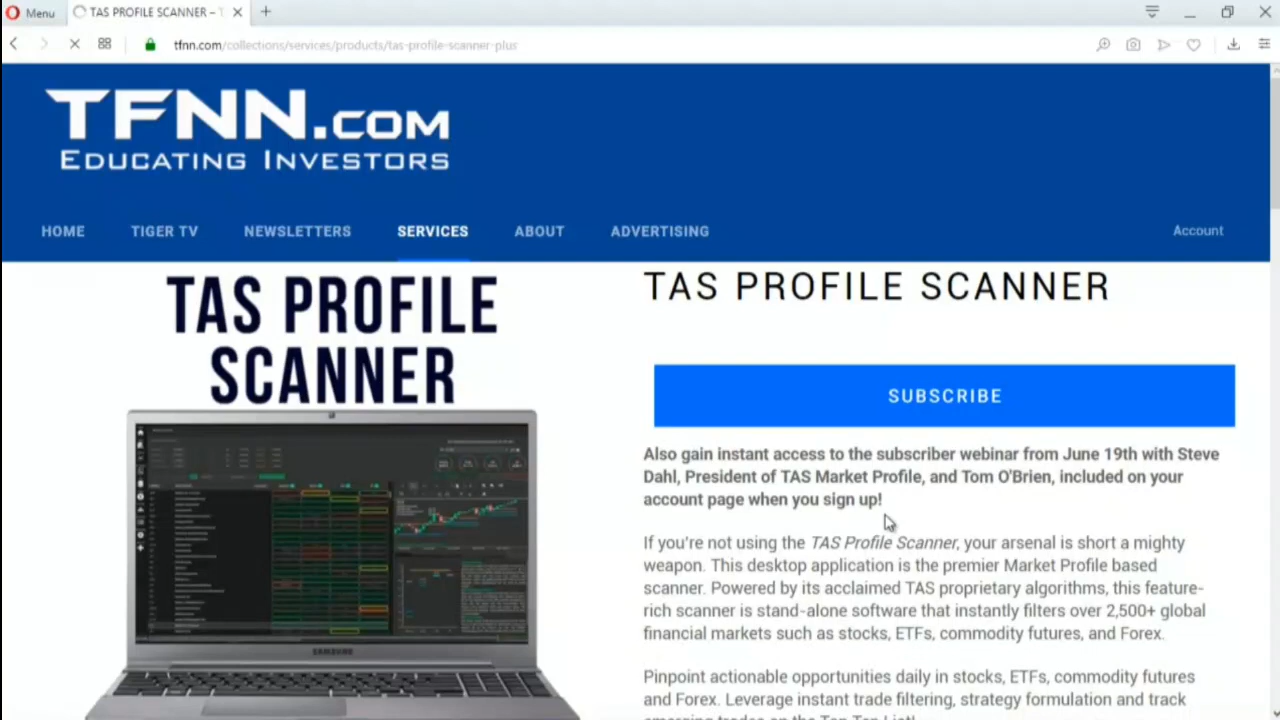 Menu
TAS PROFILE SCANNER – T
tfnn.com/collections/services/products/tas-profile-scanner-plus
TFNN.COM
EDUCATING INVESTORS
HOME TIGER TV NEWSLETTERS SERVICES ABOUT ADVERTISING Account
TAS PROFILE
SCANNER
SAMSUNG
TAS PROFILE SCANNER
SUBSCRIBE
Also gain instant access to the subscriber webinar from June 19th with Steve
Dahl, President of TAS Market Profile, and Tom O'Brien, included on your
account page when you sign up!
If you're not using the TAS Profile Scanner, your arsenal is short a mighty
weapon. This desktop application is the premier Market Profile based
scanner. Powered by its acclaimed TAS proprietary algorithms, this feature-
rich scanner is stand-alone software that instantly filters over 2,500+ global
financial markets such as stocks, ETFs, commodity futures, and Forex.
Pinpoint actionable opportunities daily in stocks, ETFs, commodity futures
and Forex. Leverage instant trade filtering, strategy formulation and track
emerging trades on the Top Ten List!